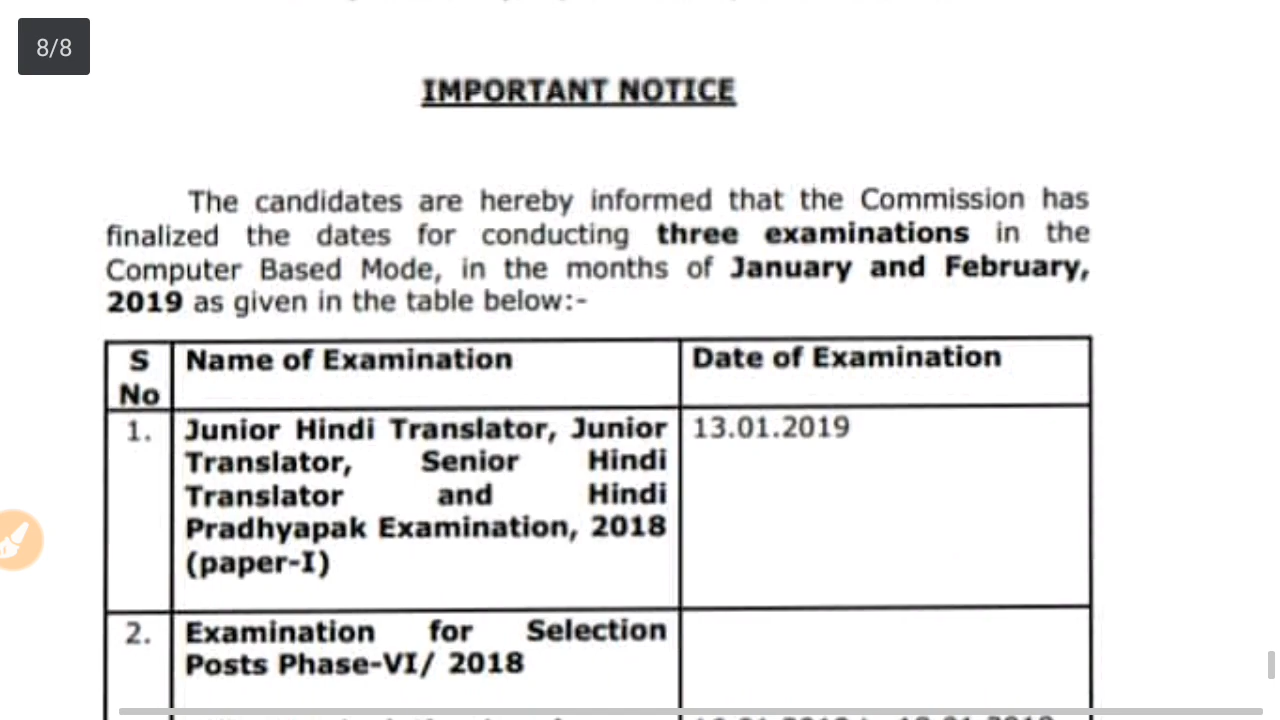 8/8
IMPORTANT NOTICE
The candidates are hereby informed that the Commission has
finalized the dates for conducting three examinations in the
Computer Based Mode, in the months of January and February,
2019 as given in the table below:-
S
No
Name of Examination
Date of Examination
1.
Junior Hindi Translator, Junior
Translator, Senior Hindi
Translator and Hindi
Pradhyapak Examination, 2018
(paper-I)
13.01.2019
2.
Examination for Selection
Posts Phase-VI/ 2018